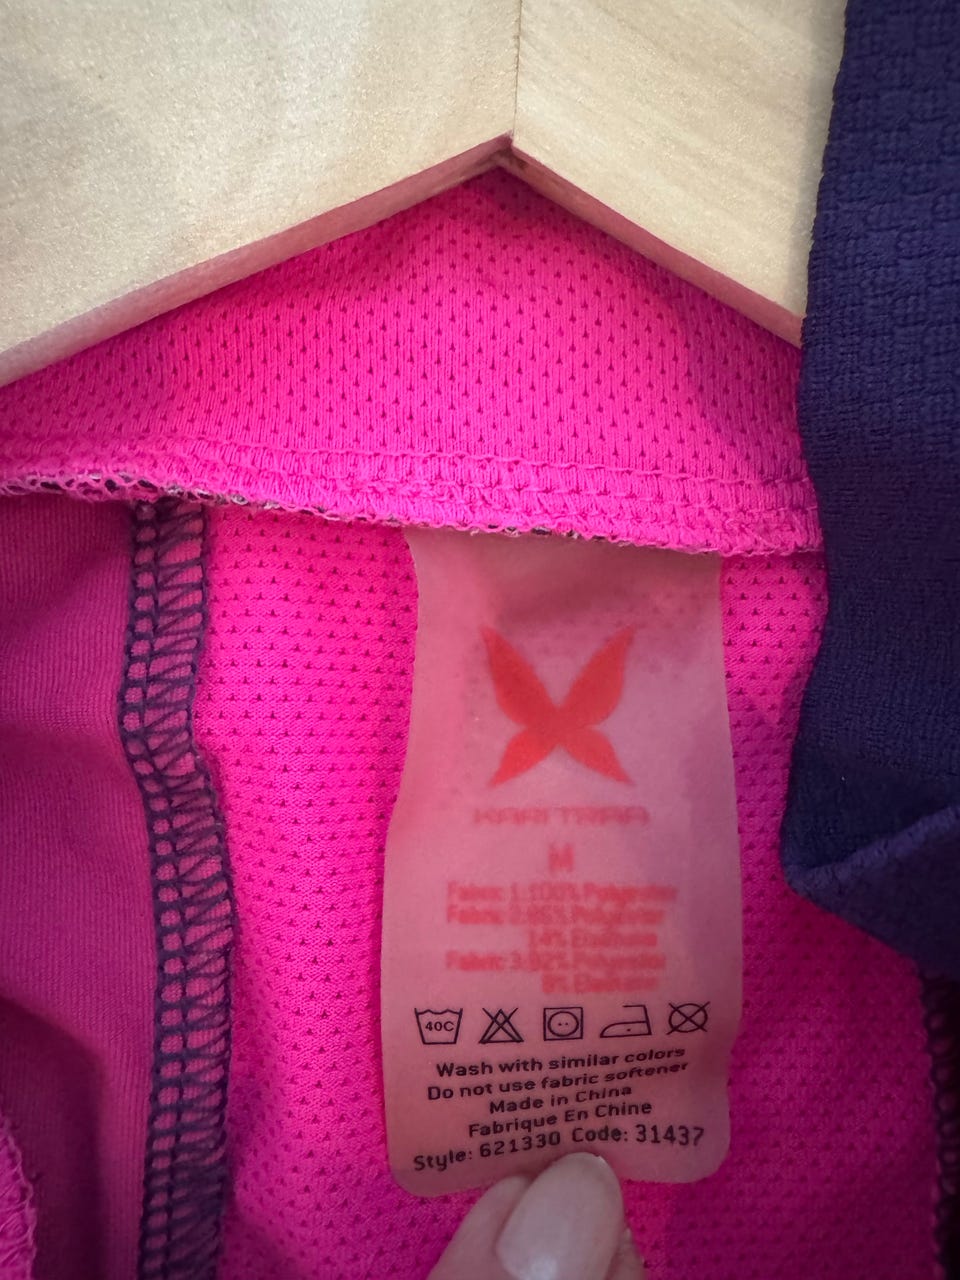 KARI TRAA
M
Fabric 1:100% Polyester
Fabric 2:86% Polyester
14% Elasthane
Fabric 3:92% Polyester
8% Elasthane
40C
Wash with similar colors
Do not use fabric softener
Made in China
Fabrique En Chine
Style: 621330 Code: 31437